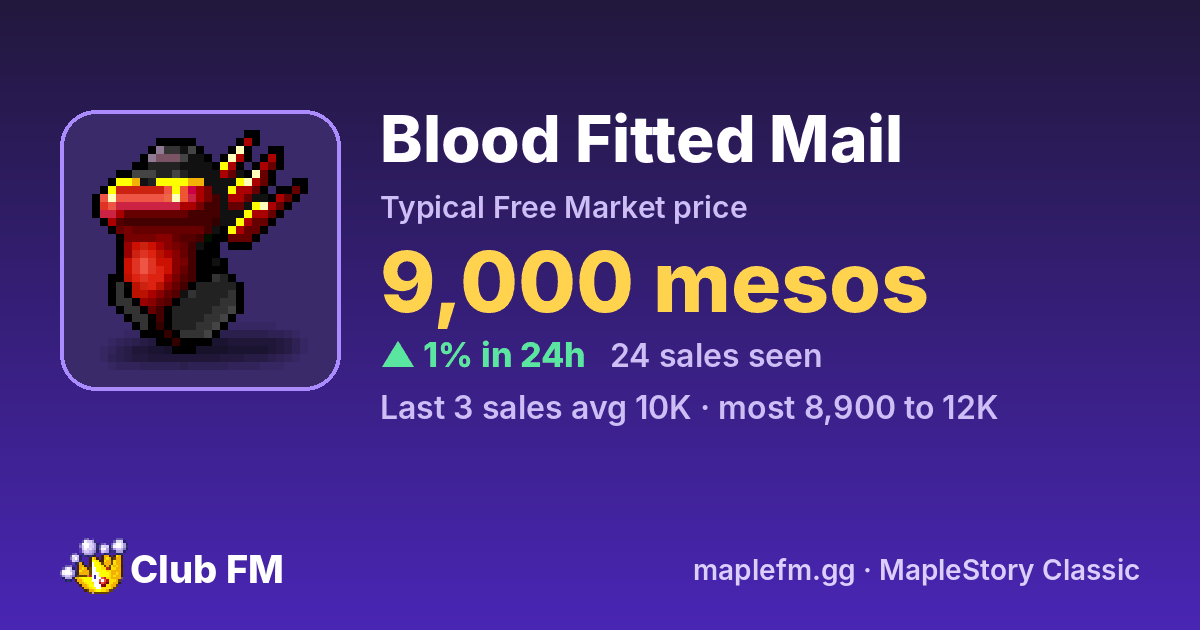 Blood Fitted Mail
Typical Free Market price
9,000 mesos
▲ 1% in 24h 24 sales seen
Last 3 sales avg 10K · most 8,900 to 12K
Club FM
maplefm.gg · MapleStory Classic